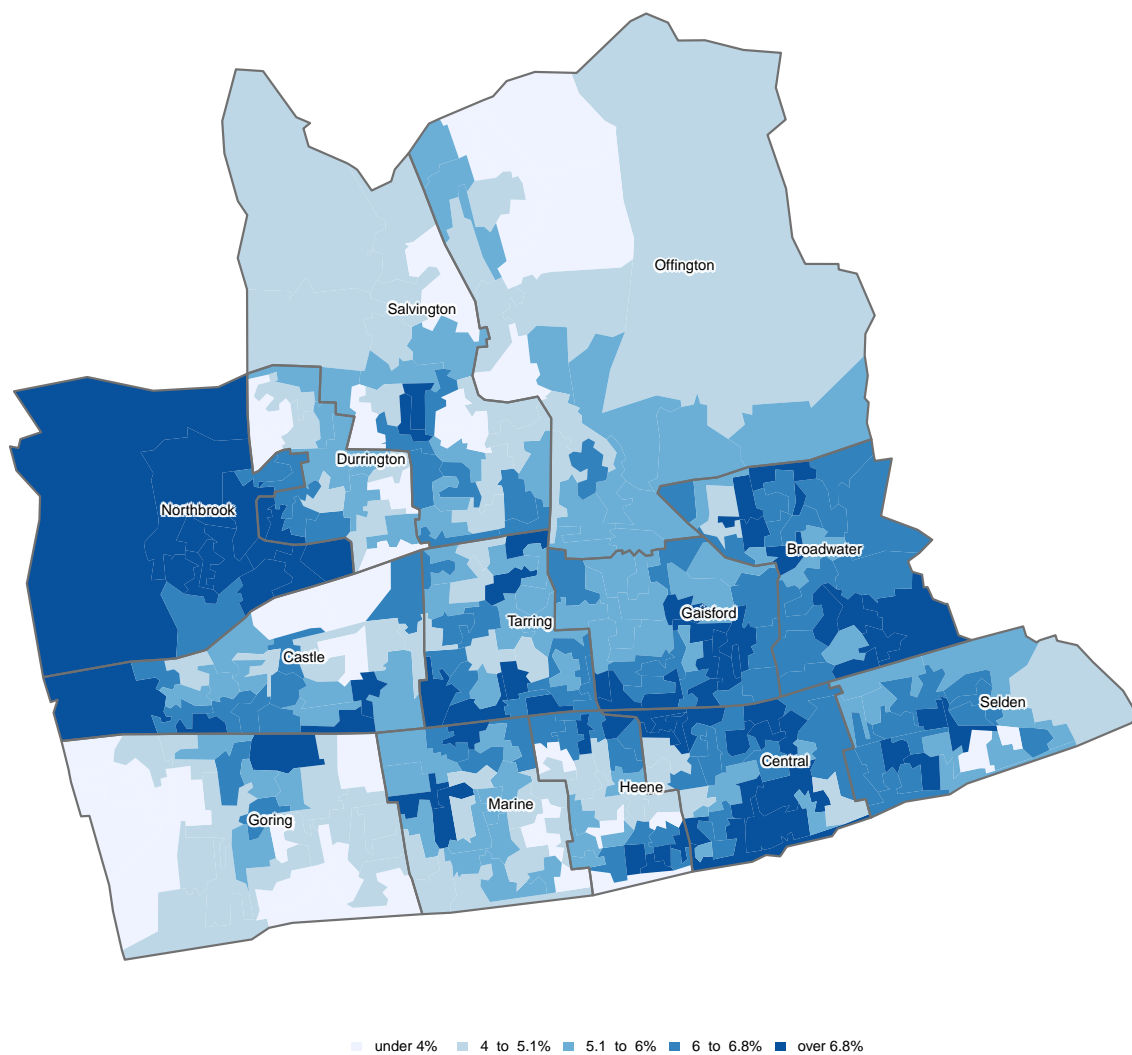 Offington
Salvington
Durrington
Northbrook
Broadwater
Gaisford
Tarring
Castle
Selden
Central
Heene
Marine
Goring
under 4% 4 to 5.1% 5.1 to 6% 6 to 6.8% over 6.8%